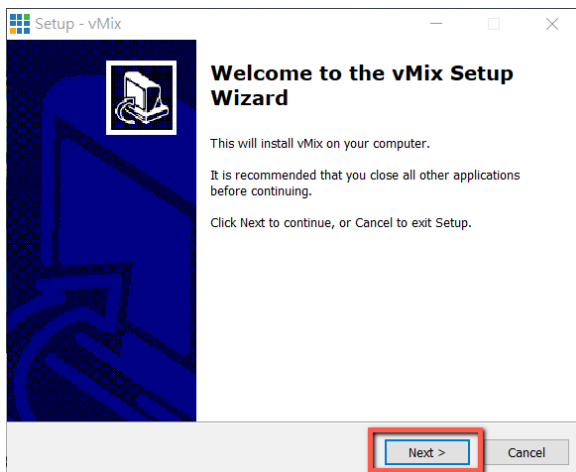 Setup - vMix
Welcome to the vMix Setup
Wizard
This will install vMix on your computer.
It is recommended that you close all other applications
before continuing.
Click Next to continue, or Cancel to exit Setup.
Next >
Cancel